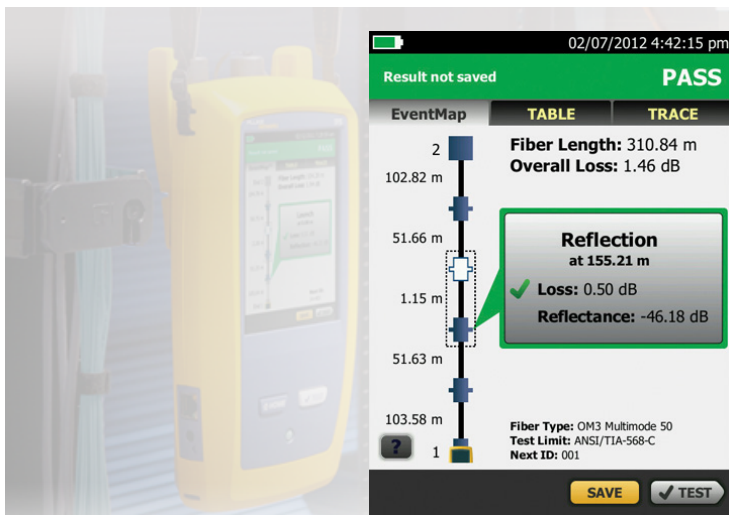 02/07/2012 4:42:15 pm
Result not saved
PASS
EventMap
TABLE
TRACE
2
Fiber Length: 310.84 m
Overall Loss: 1.46 dB
102.82 m
51.66 m
Reflection
at 155.21 m
Loss: 0.50 dB
1.15 m
Reflectance: -46.18 dB
51.63 m
103.58 m
Fiber Type: OM3 Multimode 50
Test Limit: ANSI/TIA-568-C
? 1
Next ID: 001
SAVE
TEST